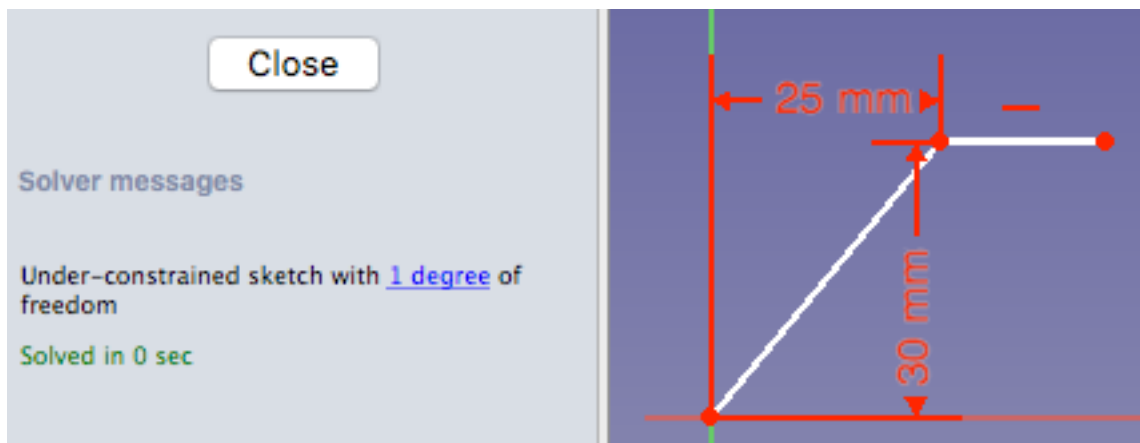 Close
Solver messages
Under-constrained sketch with 1 degree of
freedom
Solved in 0 sec
25 mm
30 mm